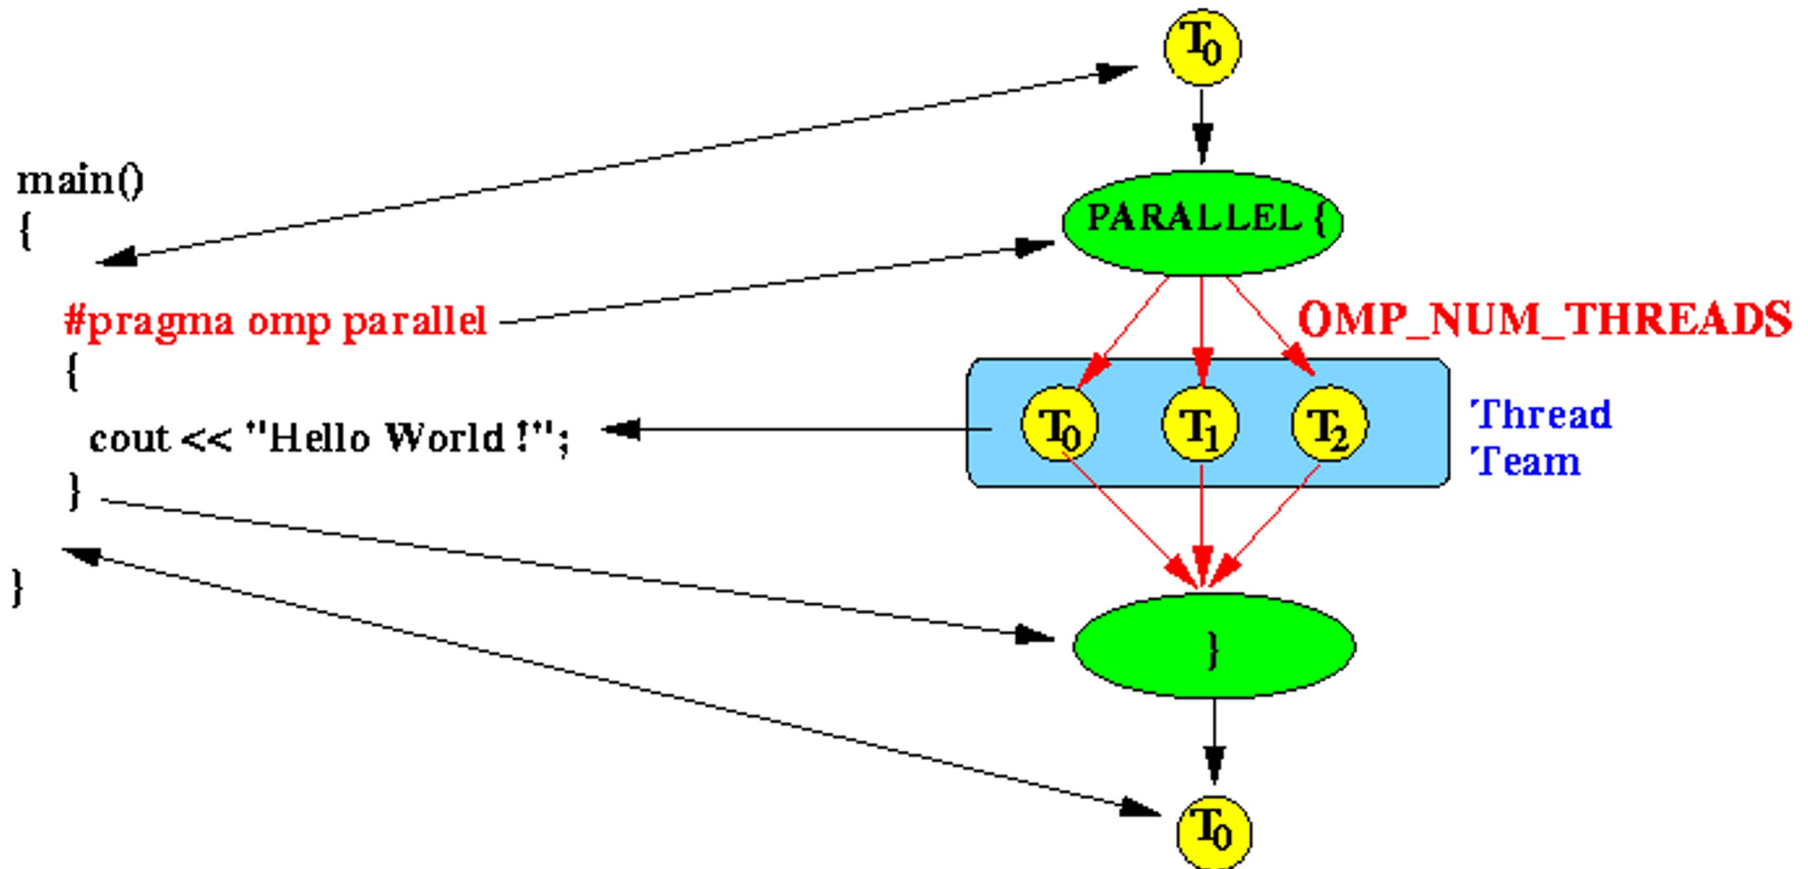 main()
{
#pragma omp parallel
{
cout << "Hello World !";
}
}
T0
PARALLEL {
OMP_NUM_THREADS
T0 T1 T2
Thread
Team
}
T0